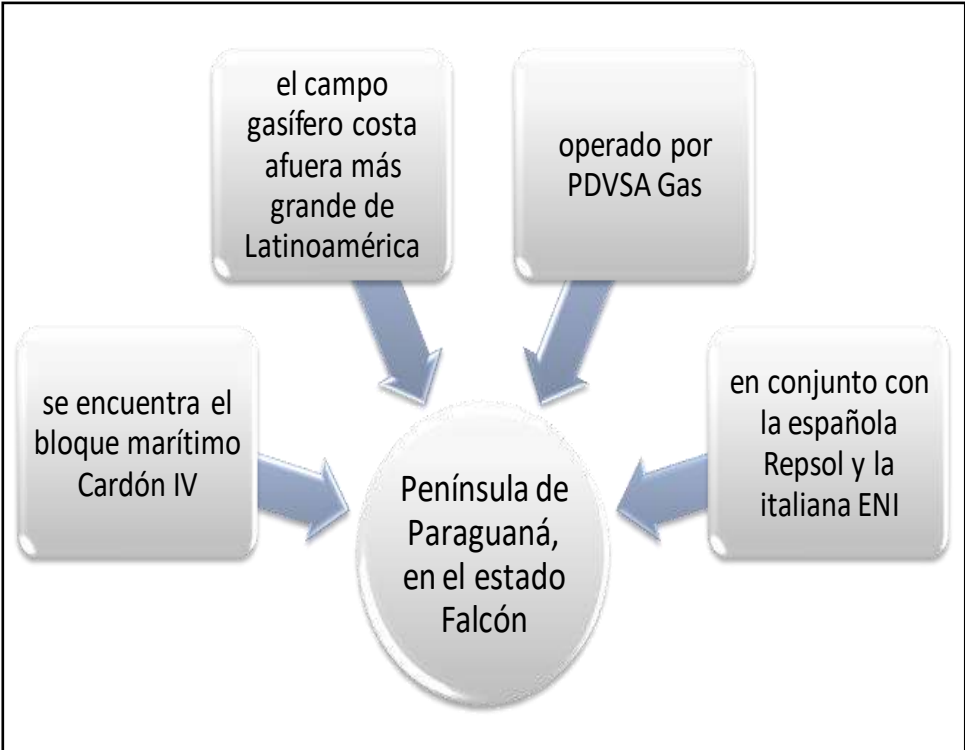 se encuentra el
bloque marítimo
Cardón IV
el campo
gasífero costa
afuera más
grande de
Latinoamérica
operado por
PDVSA Gas
en conjunto con
la española
Repsol y la
italiana ENI
Península de
Paraguaná,
en el estado
Falcón